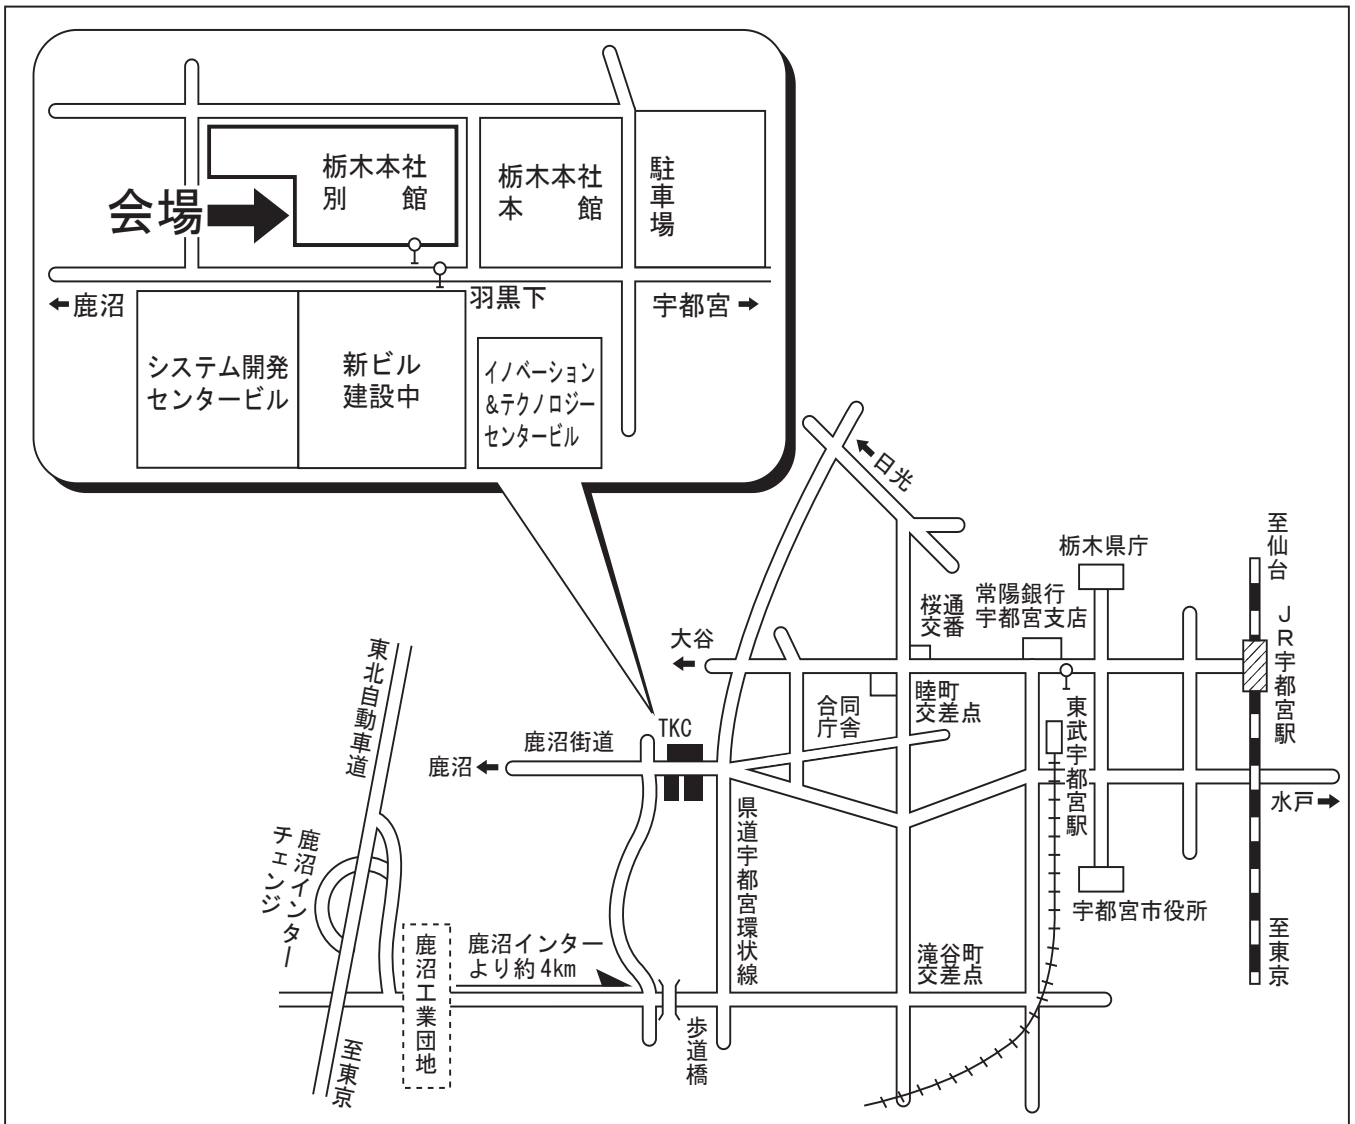 栃木本社
別　館
栃木本社
本　館
駐車場
会場
鹿沼
羽黒下
宇都宮
システム開発
センタービル
新ビル
建設中
イノベーション
&テクノロジー
センタービル
日光
至仙台
栃木県庁
常陽銀行
宇都宮支店
桜通
交番
JR宇都宮駅
大谷
東北自動車道
合同
庁舎
睦町
交差点
東武宇都宮駅
TKC
鹿沼街道
鹿沼
水戸
県道宇都宮環状線
鹿沼インター
チェンジ
宇都宮市役所
至東京
鹿沼工業団地
鹿沼インター
より約4km
滝谷町
交差点
歩道橋
至東京